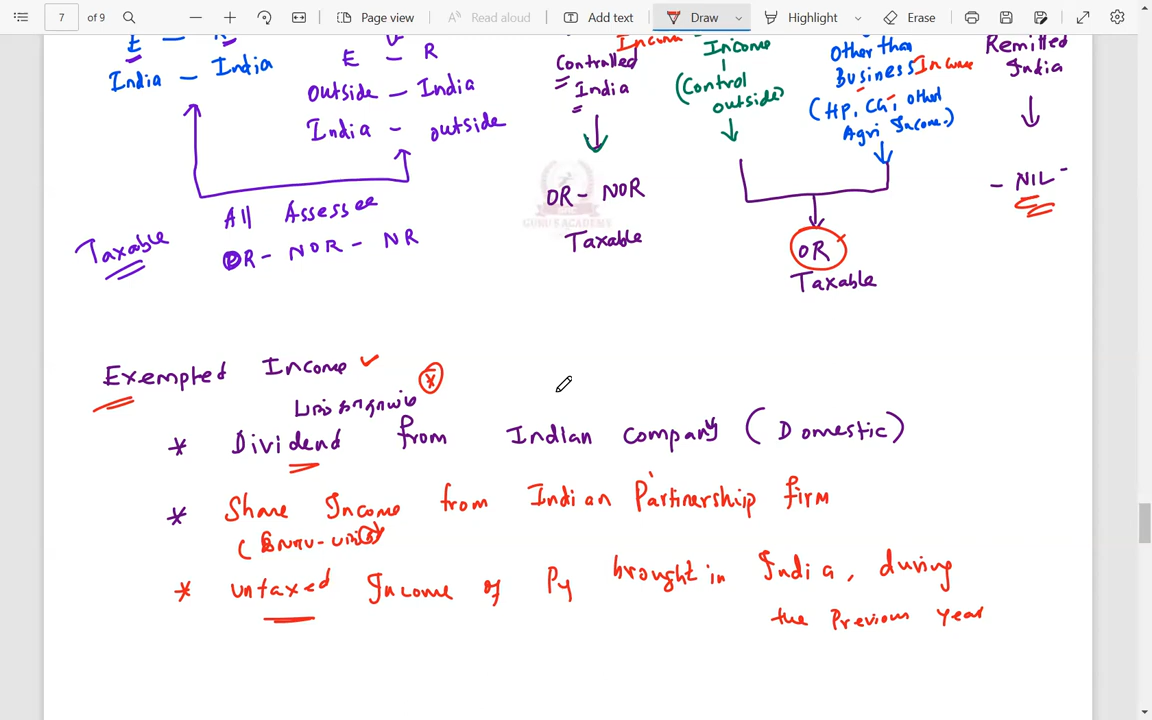 7 of 9 Page view Read aloud Add text Draw Highlight Erase
E - R
India - India
E - R
outside - India
India - outside
All Assessee
Taxable OR - NOR - NR
Income
Controlled
India
OR - NOR
GURU'S ACADEMY
Taxable
Income
(Control
outside)
Other than
Business Income
(HP, CG, other
Agri Income.)
OR
Taxable
Remitted
India
- NIL -
Exempted Income
* Dividend from Indian Company (Domestic)
* Share Income from Indian Partnership firm
* untaxed Income of Py brought in India, during
the Previous Year